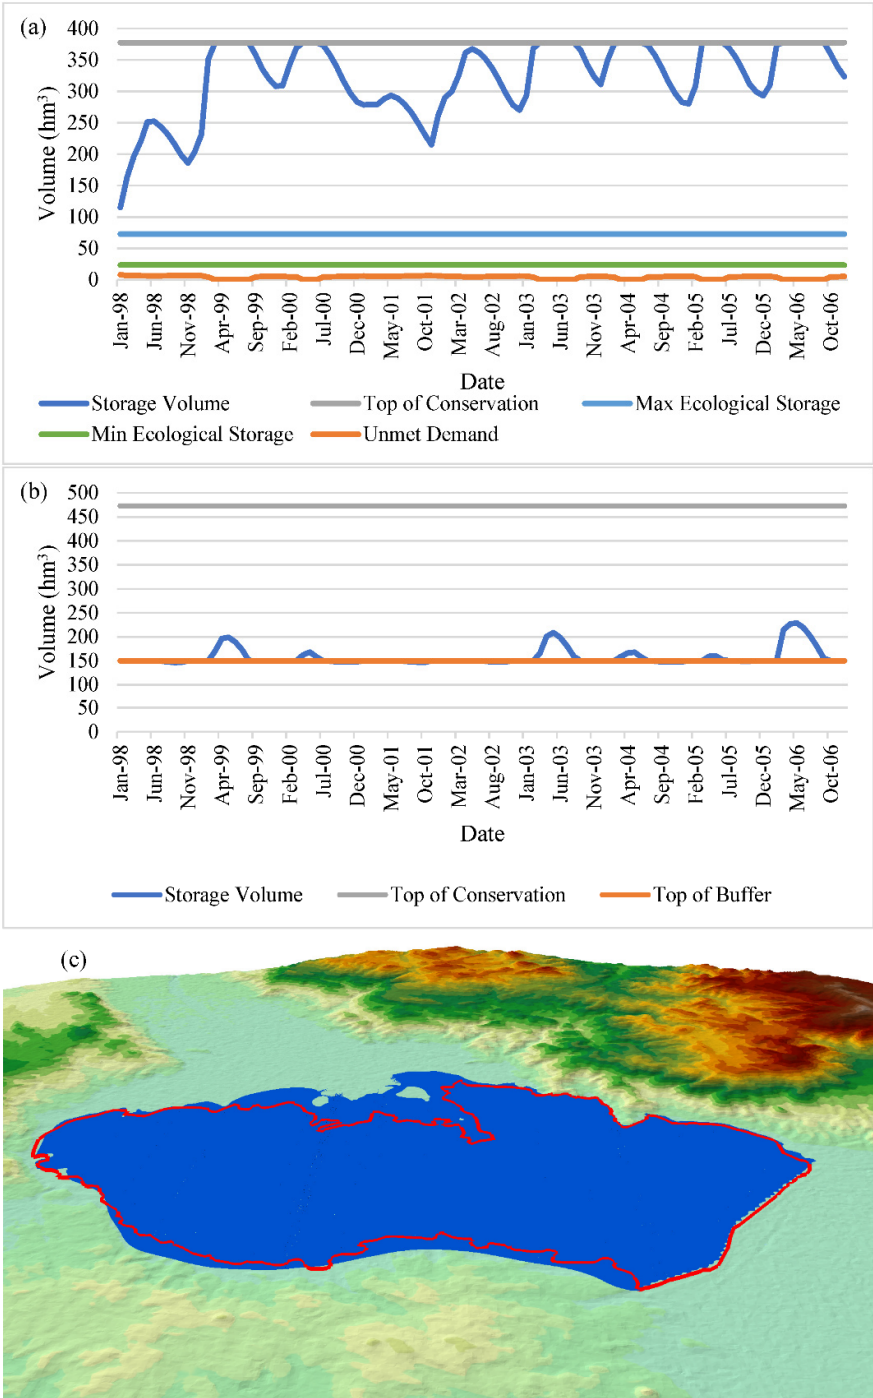 (a)
Volume (hm³)
400
350
300
250
200
150
100
50
0
Jan-98 Jun-98 Nov-98 Apr-99 Sep-99 Feb-00 Jul-00 Dec-00 May-01 Oct-01 Mar-02 Aug-02 Jan-03 Jun-03 Nov-03 Apr-04 Sep-04 Feb-05 Jul-05 Dec-05 May-06 Oct-06
Date
Storage Volume Top of Conservation Max Ecological Storage
Min Ecological Storage Unmet Demand
(b)
Volume (hm³)
500
450
400
350
300
250
200
150
100
50
0
Jan-98 Jun-98 Nov-98 Apr-99 Sep-99 Feb-00 Jul-00 Dec-00 May-01 Oct-01 Mar-02 Aug-02 Jan-03 Jun-03 Nov-03 Apr-04 Sep-04 Feb-05 Jul-05 Dec-05 May-06 Oct-06
Date
Storage Volume Top of Conservation Top of Buffer
(c)